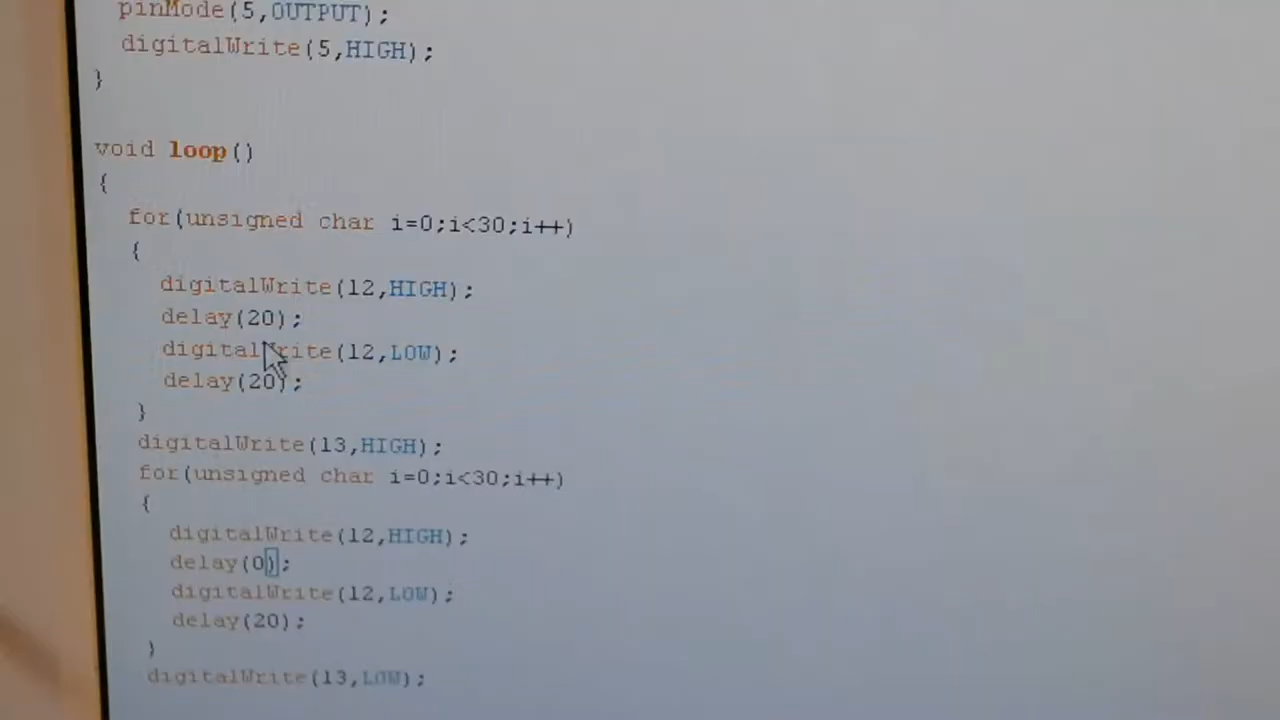 pinMode(5,OUTPUT);
digitalWrite(5,HIGH);
}
void loop()
{
for(unsigned char i=0;i<30;i++)
{
digitalWrite(12,HIGH);
delay(20);
digitalWrite(12,LOW);
delay(20);
}
digitalWrite(13,HIGH);
for(unsigned char i=0;i<30;i++)
{
digitalWrite(12,HIGH);
delay(0);
digitalWrite(12,LOW);
delay(20);
}
digitalWrite(13,LOW);